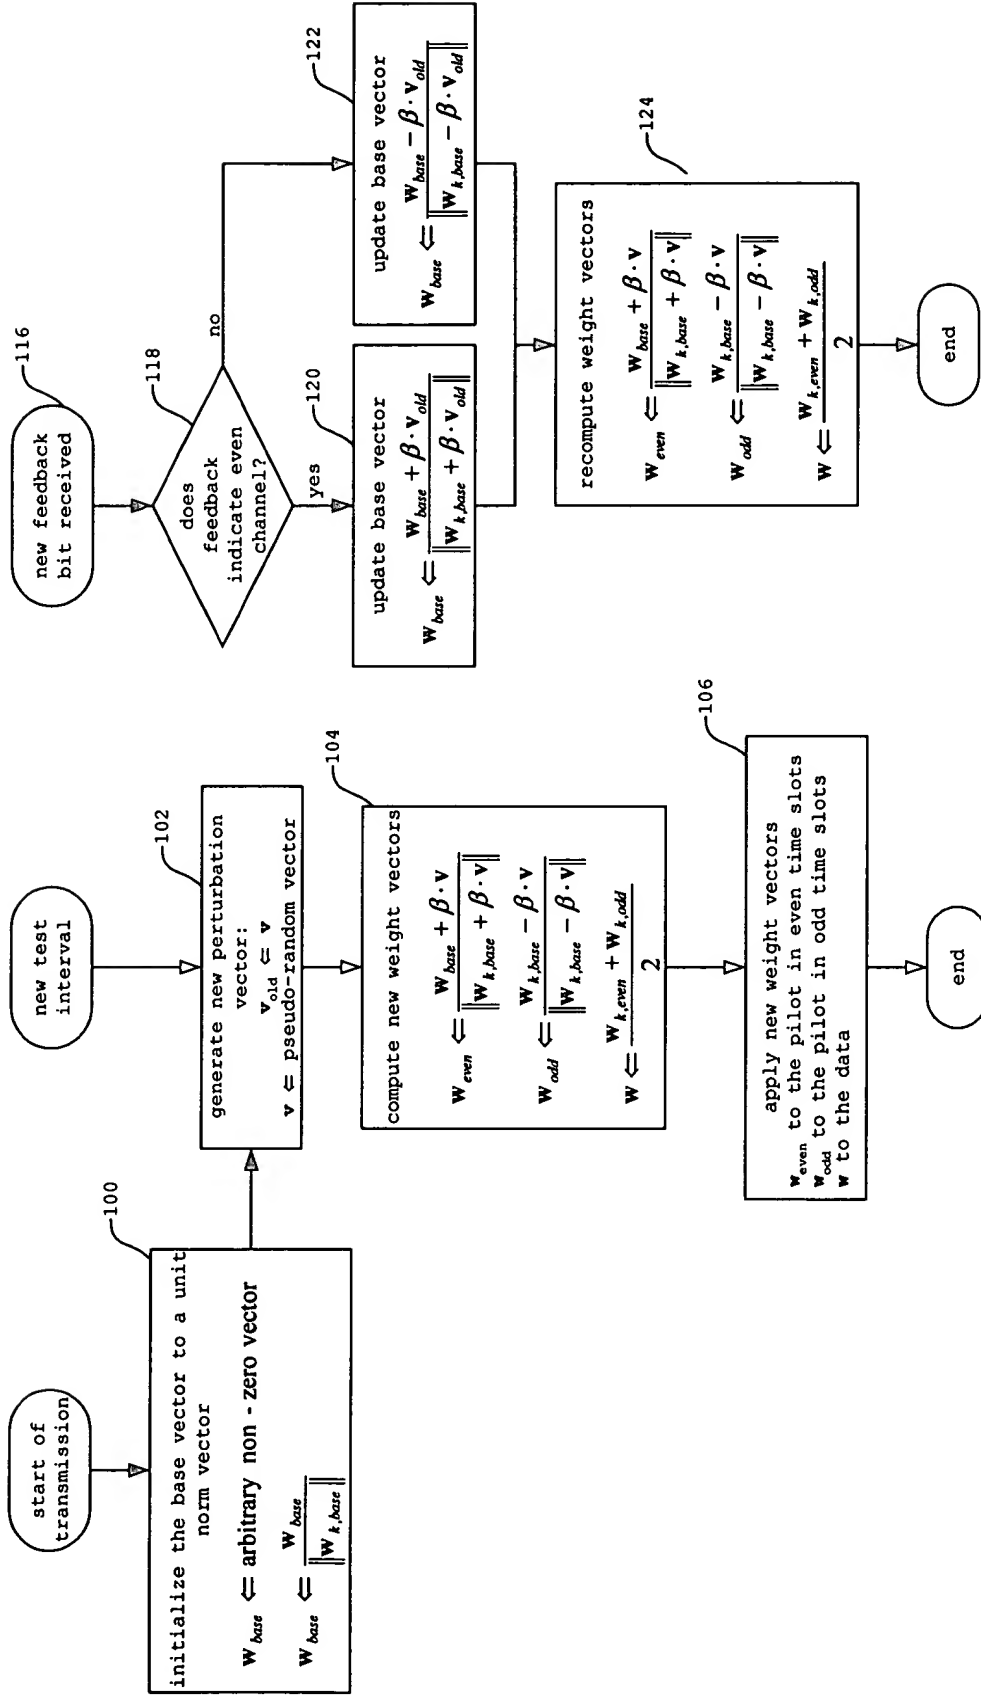 start of
transmission
100
initialize the base vector to a unit
norm vector
w_base ⇐ arbitrary non - zero vector
w_base ⇐ w_base / ‖w_k,base‖
new test
interval
102
generate new perturbation
vector:
v_old ⇐ v
v ⇐ pseudo-random vector
104
compute new weight vectors
w_even ⇐ w_base + β · v / ‖w_k,base + β · v‖
w_odd ⇐ w_k,base − β · v / ‖w_k,base − β · v‖
w ⇐ w_k,even + w_k,odd / 2
106
apply new weight vectors
w_even to the pilot in even time slots
w_odd to the pilot in odd time slots
w to the data
end
new feedback
bit received
116
118
does
feedback
indicate even
channel?
yes
no
120
update base vector
w_base ⇐ w_base + β · v_old / ‖w_k,base + β · v_old‖
122
update base vector
w_base ⇐ w_base − β · v_old / ‖w_k,base − β · v_old‖
124
recompute weight vectors
w_even ⇐ w_base + β · v / ‖w_k,base + β · v‖
w_odd ⇐ w_k,base − β · v / ‖w_k,base − β · v‖
w ⇐ w_k,even + w_k,odd / 2
end